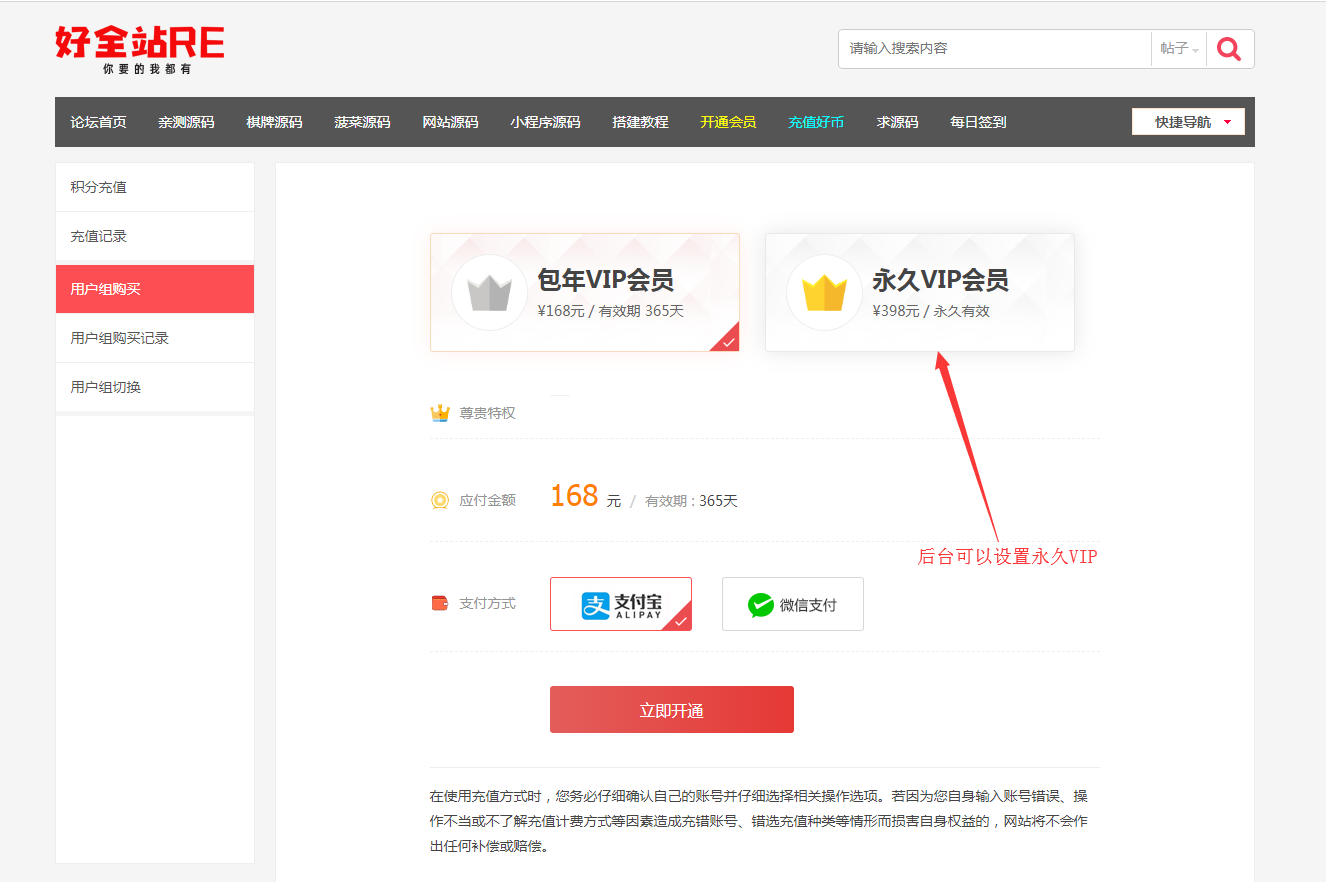 好全站RE
你要的我都有
请输入搜索内容
帖子
论坛首页 亲测源码 棋牌源码 菠菜源码 网站源码 小程序源码 搭建教程 开通会员 充值好币 求源码 每日签到 快捷导航
积分充值
充值记录
用户组购买
用户组购买记录
用户组切换
包年VIP会员
¥168元 / 有效期 365天
永久VIP会员
¥398元 / 永久有效
尊贵特权
应付金额 168 元 / 有效期 : 365天
后台可以设置永久VIP
支付方式
支 支付宝
ALIPAY
微信支付
立即开通
在使用充值方式时，您务必仔细确认自己的账号并仔细选择相关操作选项。若因为您自身输入账号错误、操
作不当或不了解充值计费方式等因素造成充错账号、错选充值种类等情形而损害自身权益的，网站将不会作
出任何补偿或赔偿。